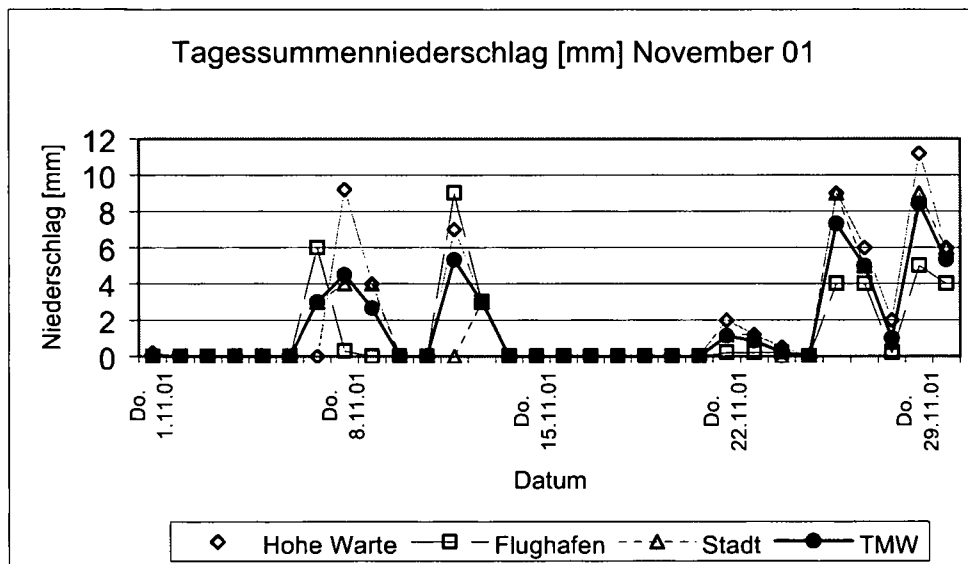 Tagessummenniederschlag [mm] November 01
Niederschlag [mm]
12
10
8
6
4
2
0
Do.
1.11.01
Do.
8.11.01
Do.
15.11.01
Do.
22.11.01
Do.
29.11.01
Datum
Hohe Warte Flughafen Stadt TMW